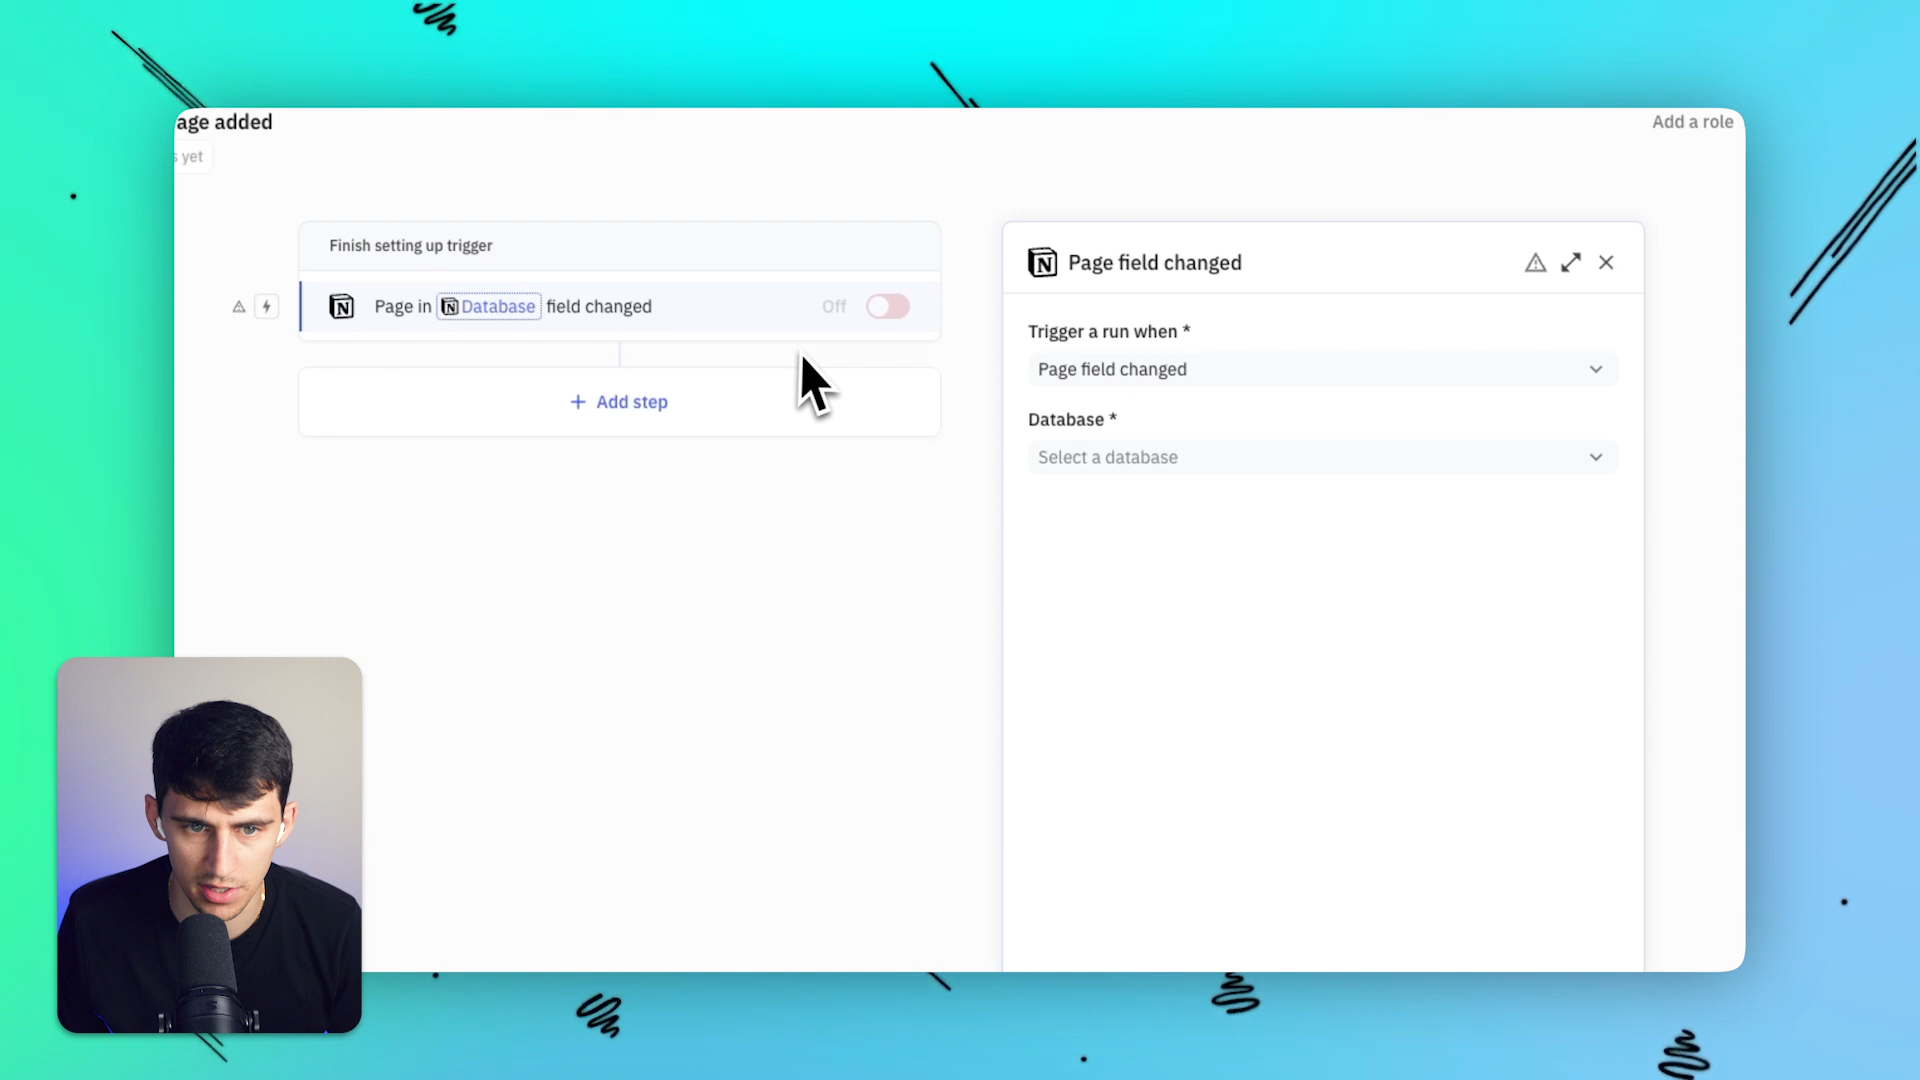 age added
Add a role
s yet
Finish setting up trigger
Page in Database field changed
Off
+ Add step
Page field changed
Trigger a run when *
Page field changed
Database *
Select a database